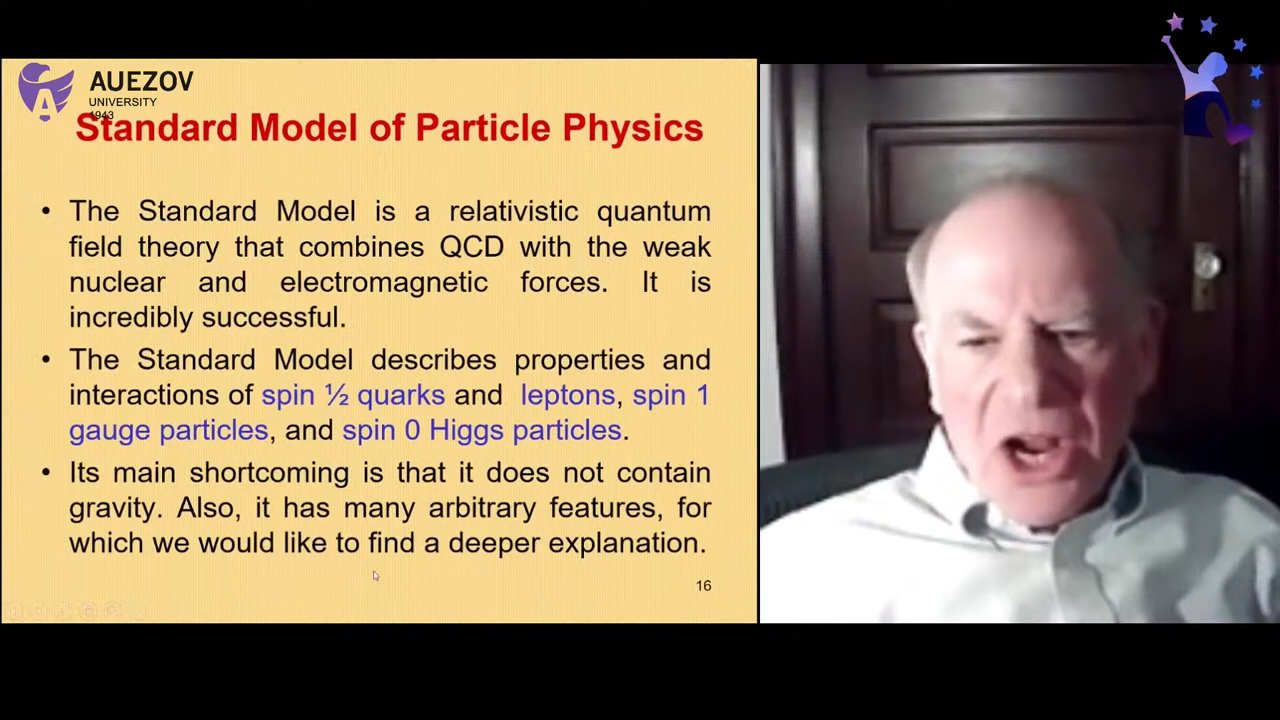 AUEZOV
UNIVERSITY
1943
Standard Model of Particle Physics
• The Standard Model is a relativistic quantum
field theory that combines QCD with the weak
nuclear and electromagnetic forces. It is
incredibly successful.
• The Standard Model describes properties and
interactions of spin ½ quarks and leptons, spin 1
gauge particles, and spin 0 Higgs particles.
• Its main shortcoming is that it does not contain
gravity. Also, it has many arbitrary features, for
which we would like to find a deeper explanation.
16